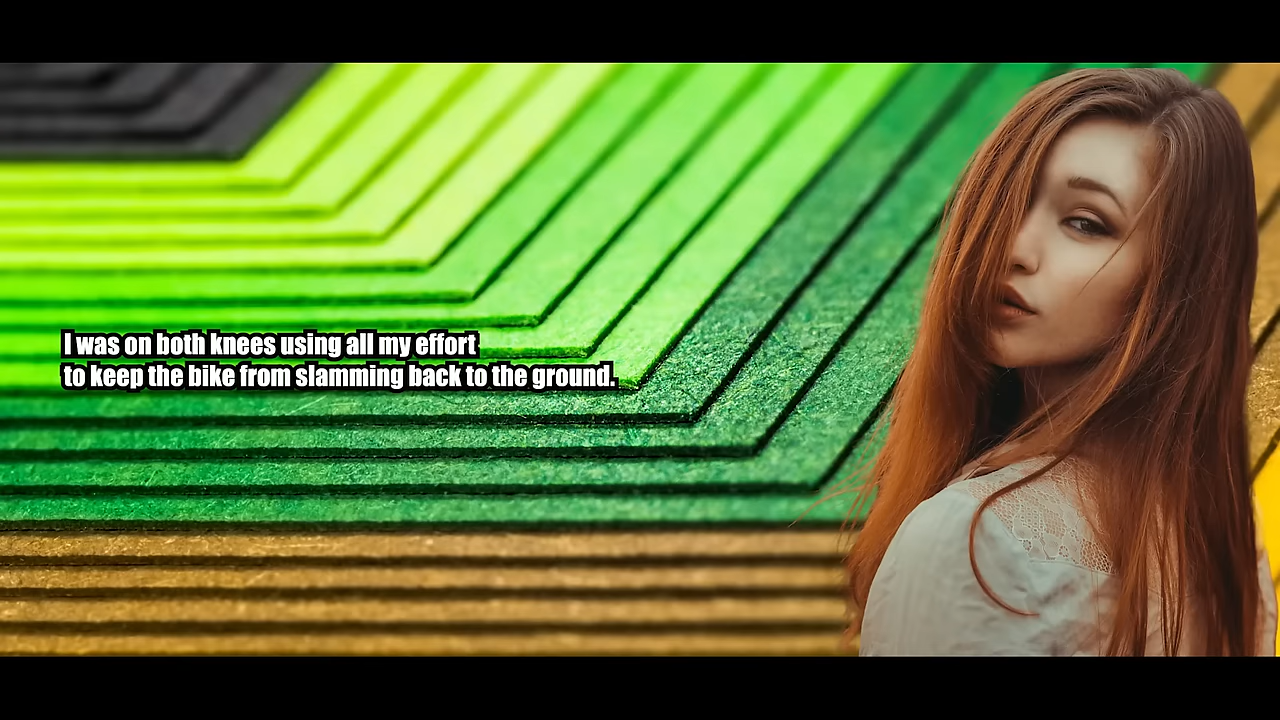 I was on both knees using all my effort
to keep the bike from slamming back to the ground.